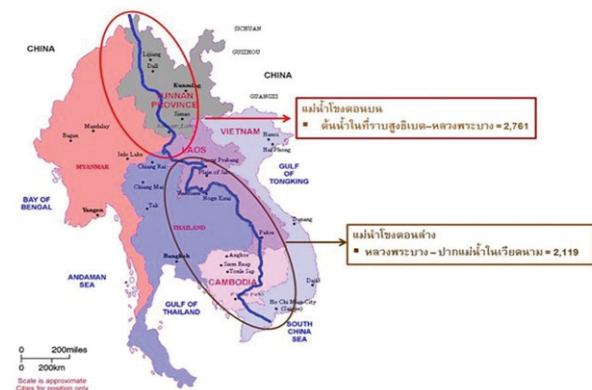 SICHUAN
CHINA
GUIZHOU
CHINA
Lijiang
Dali
Kunming
YUNNAN
PROVINCE
Simao
GUANGXI
VIETNAM
Hanoi
Hai Phong
LAOS
Mandalay
Bagan
Inle Lake
MYANMAR
Chiang Rai
Chiang Mai
Plain of Jars
GULF OF
TONGKING
BAY OF
BENGAL
Yangon
Tak
THAILAND
Bangkok
Danang
Pakse
Angkor
Siem Reap
Tonle Sap
CAMBODIA
ANDAMAN
SEA
GULF OF
THAILAND
Dalat
Ho Chi Minh City
(Saigon)
SOUTH
CHINA
SEA
แม่น้ำโขงตอนบน
▪ ต้นน้ำในที่ราบสูงธิเบต–หลวงพระบาง = 2,761
แม่น้ำโขงตอนล่าง
▪ หลวงพระบาง – ปากแม่น้ำในเวียดนาม = 2,119
0 200miles
0 200km
Scale is approximate
Cities for position only